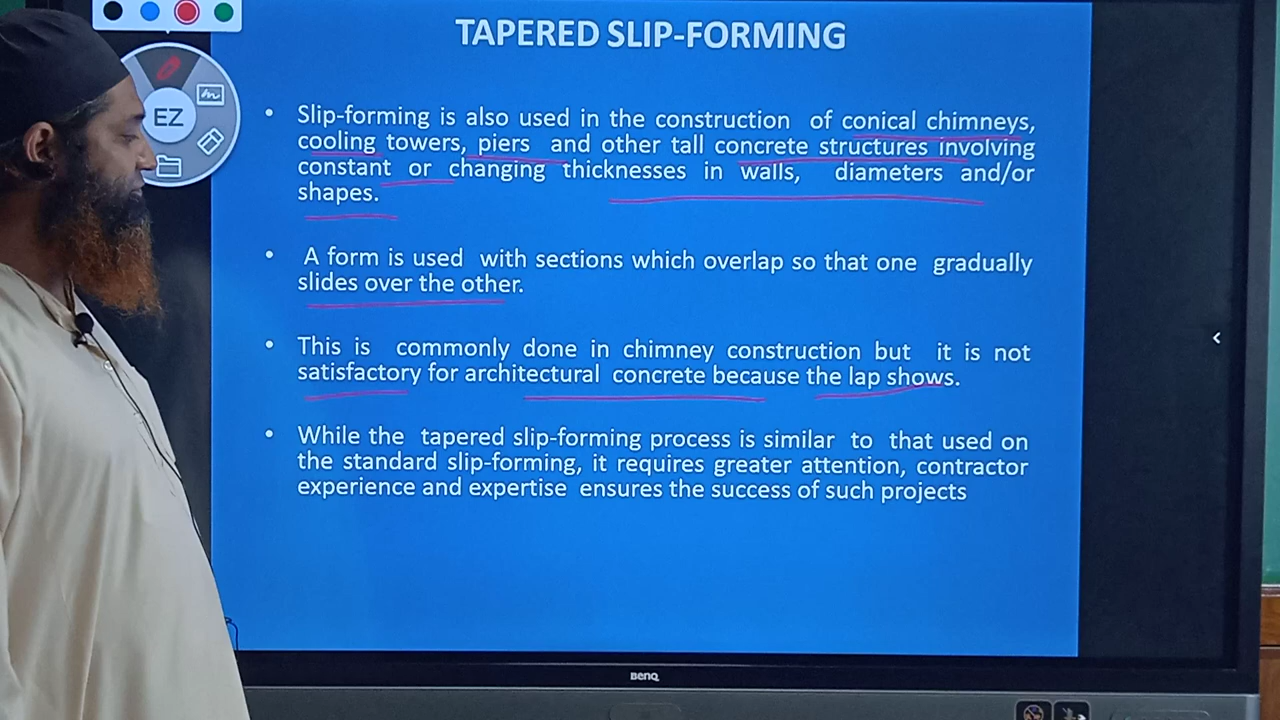 TAPERED SLIP-FORMING
EZ
• Slip-forming is also used in the construction of conical chimneys,
cooling towers, piers and other tall concrete structures involving
constant or changing thicknesses in walls, diameters and/or
shapes.
• A form is used with sections which overlap so that one gradually
slides over the other.
• This is commonly done in chimney construction but it is not
satisfactory for architectural concrete because the lap shows.
• While the tapered slip-forming process is similar to that used on
the standard slip-forming, it requires greater attention, contractor
experience and expertise ensures the success of such projects
BenQ